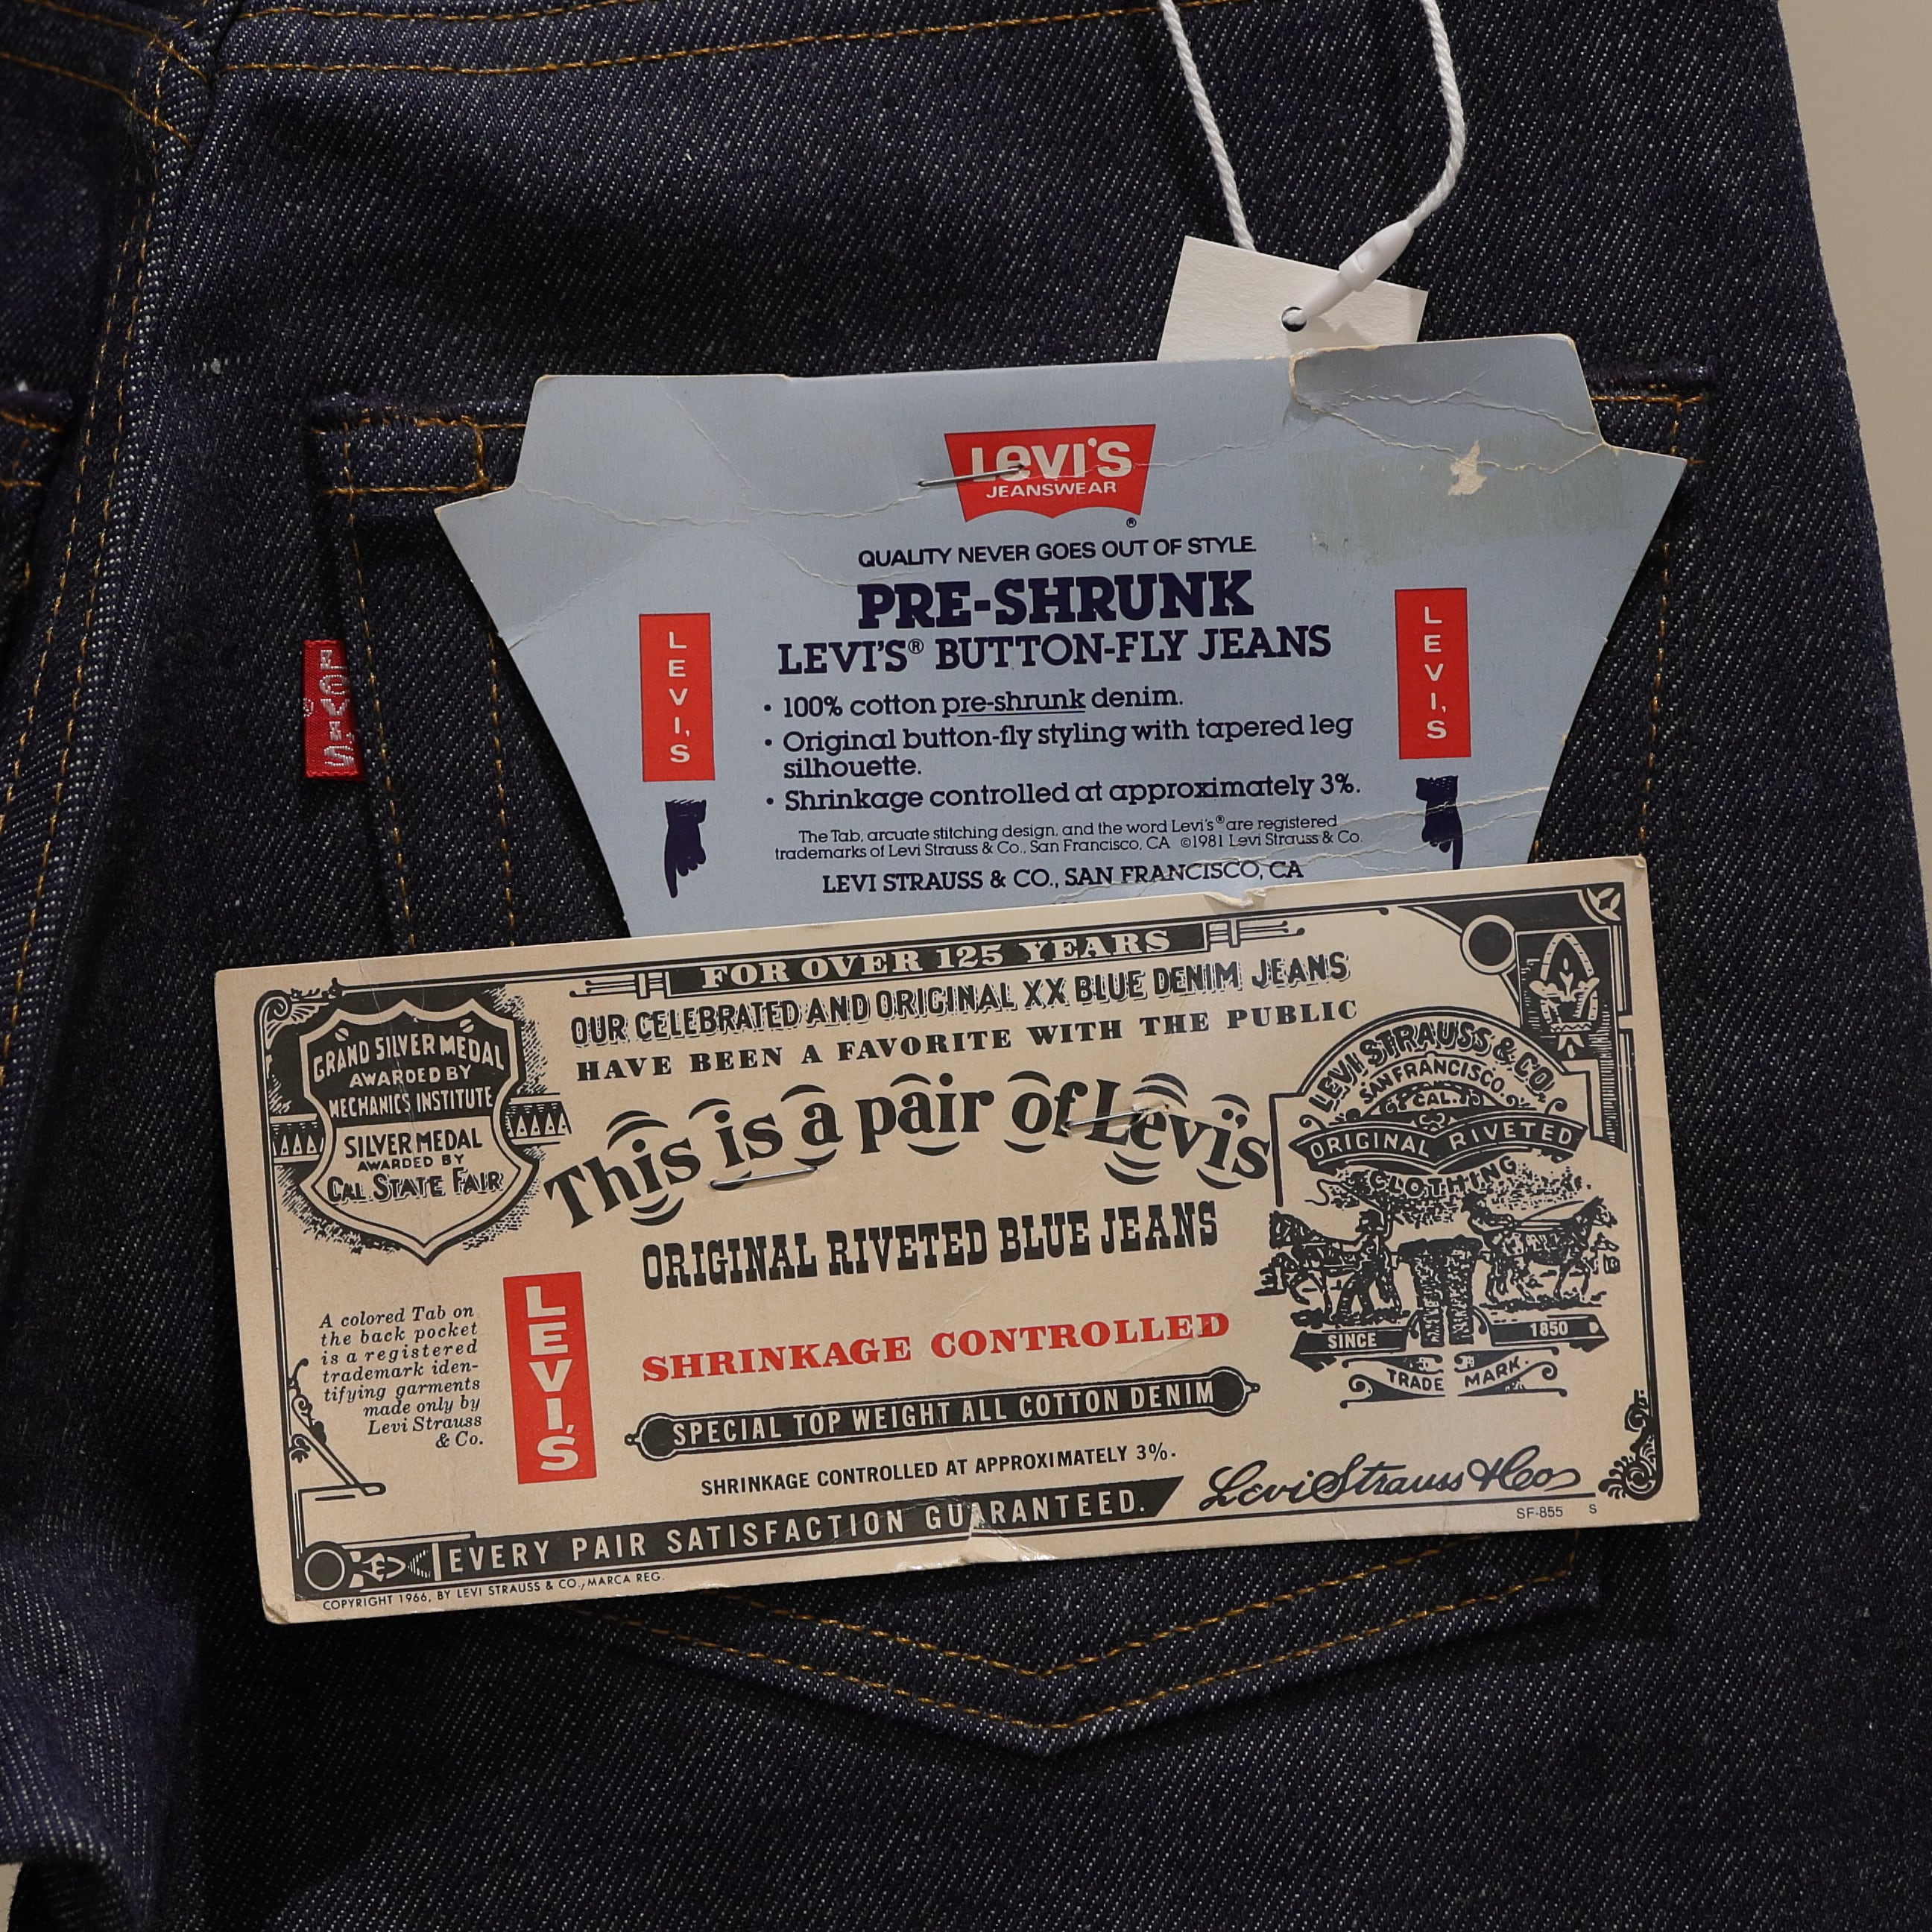 LEVI'S
JEANSWEAR
®
QUALITY NEVER GOES OUT OF STYLE.
PRE-SHRUNK
LEVI'S® BUTTON-FLY JEANS
• 100% cotton pre-shrunk denim.
• Original button-fly styling with tapered leg
silhouette.
• Shrinkage controlled at approximately 3%.
The Tab, arcuate stitching design, and the word Levi's® are registered
trademarks of Levi Strauss & Co., San Francisco, CA ©1981 Levi Strauss & Co.
LEVI STRAUSS & CO., SAN FRANCISCO, CA
LEVI'S
LEVI'S
LEVI'S
®
FOR OVER 125 YEARS
OUR CELEBRATED AND ORIGINAL XX BLUE DENIM JEANS
HAVE BEEN A FAVORITE WITH THE PUBLIC
This is a pair of Levi's
ORIGINAL RIVETED BLUE JEANS
SHRINKAGE CONTROLLED
SPECIAL TOP WEIGHT ALL COTTON DENIM
SHRINKAGE CONTROLLED AT APPROXIMATELY 3%.
EVERY PAIR SATISFACTION GUARANTEED.
COPYRIGHT 1966, BY LEVI STRAUSS & CO., MARCA REG.
GRAND SILVER MEDAL
AWARDED BY
MECHANICS INSTITUTE
SILVER MEDAL
AWARDED BY
CAL STATE FAIR
A colored Tab on
the back pocket
is a registered
trademark iden-
tifying garments
made only by
Levi Strauss
& Co.
LEVI'S
LEVI STRAUSS & CO.
SAN FRANCISCO,
CAL.
ORIGINAL RIVETED
CLOTHING
SINCE 1850
TRADE MARK.
Levi Strauss & Co
SF-855 S